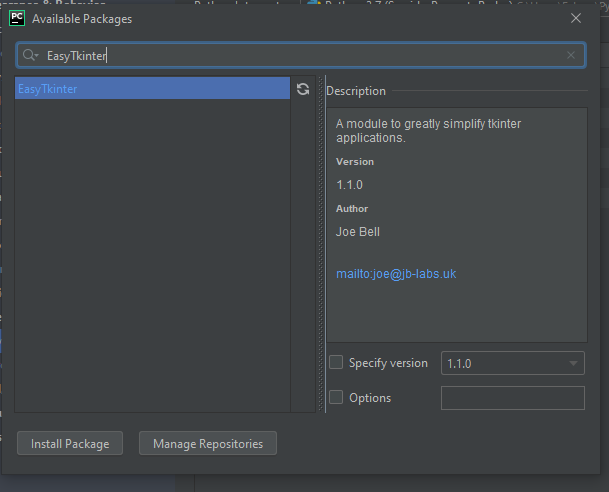 PC
Available Packages
EasyTkinter
EasyTkinter
Description
A module to greatly simplify tkinter
applications.
Version
1.1.0
Author
Joe Bell
mailto:joe@jb-labs.uk
Specify version
1.1.0
Options
Install Package
Manage Repositories